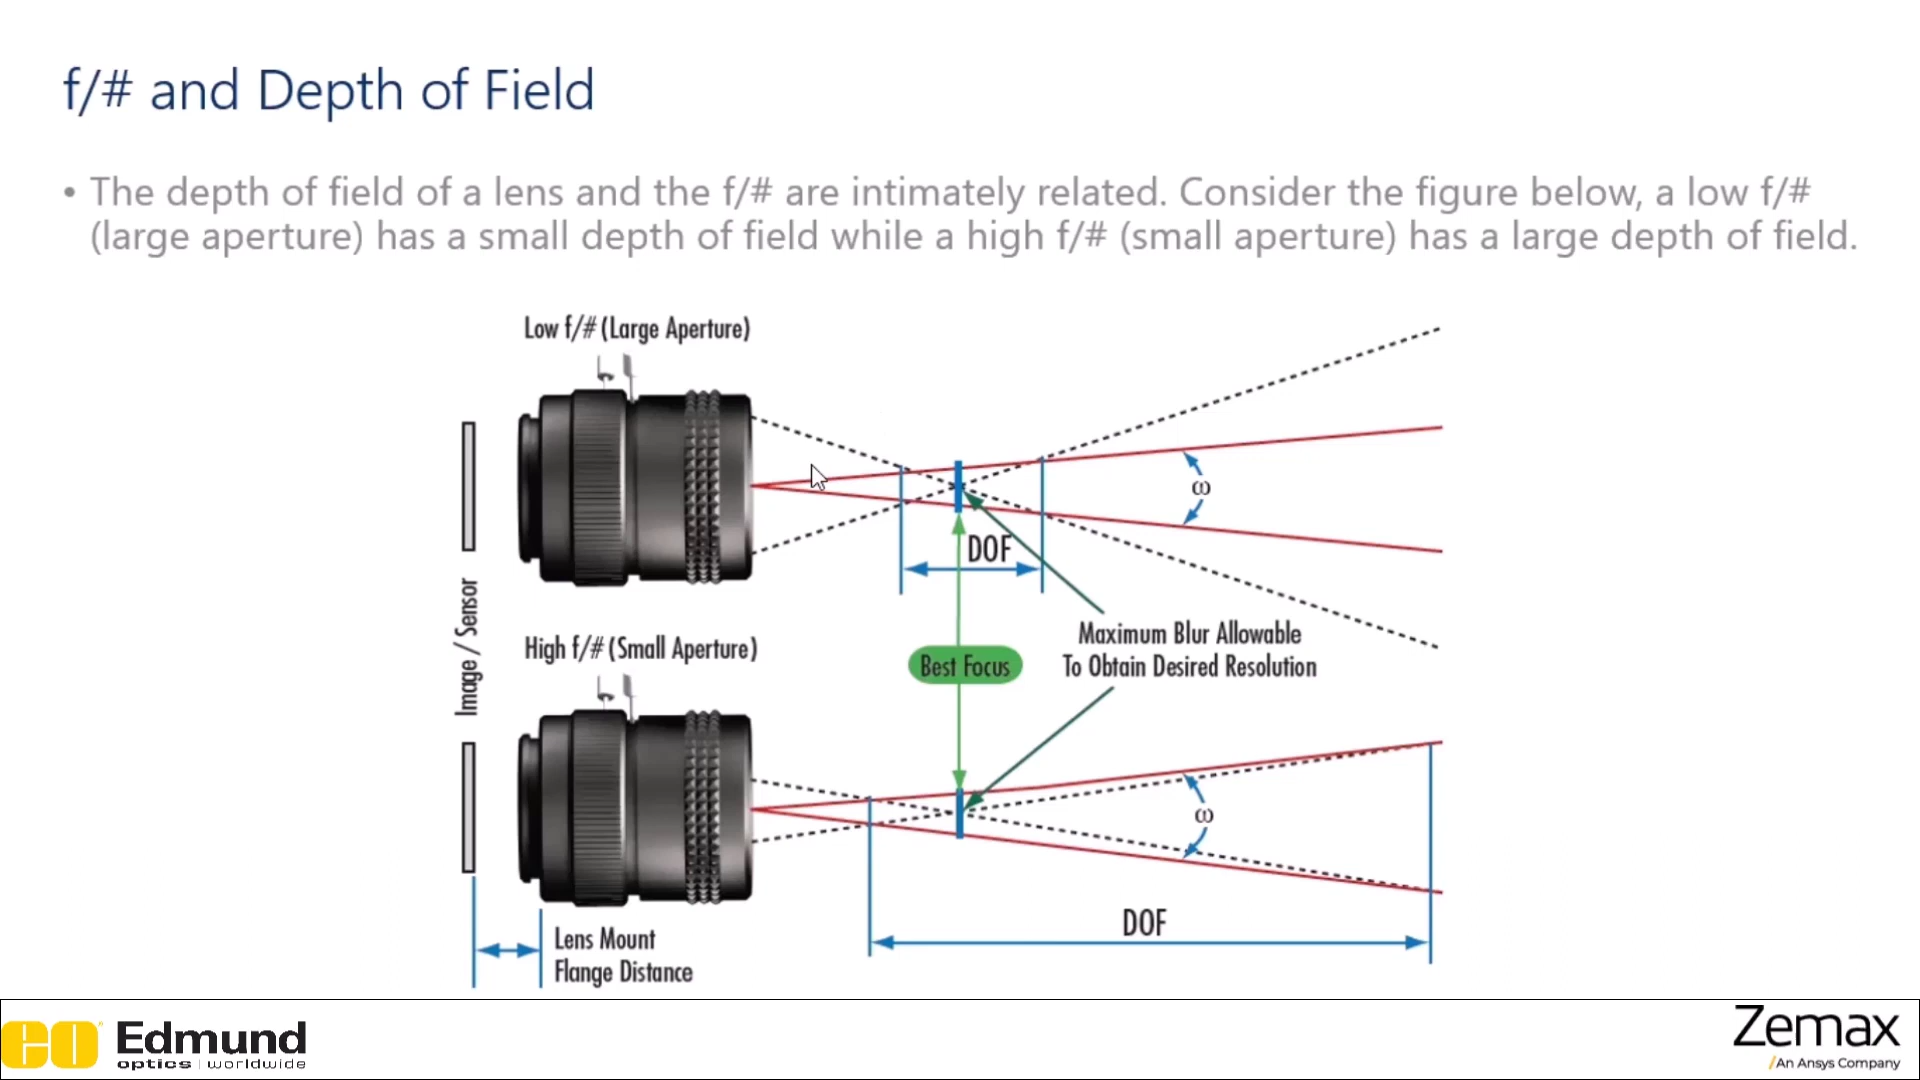 f/# and Depth of Field
• The depth of field of a lens and the f/# are intimately related. Consider the figure below, a low f/#
(large aperture) has a small depth of field while a high f/# (small aperture) has a large depth of field.
Low f/# (Large Aperture)
ω
DOF
Image / Sensor
Maximum Blur Allowable
To Obtain Desired Resolution
Best Focus
High f/# (Small Aperture)
ω
DOF
Lens Mount
Flange Distance
EO Edmund
optics | worldwide
Zemax
An Ansys Company